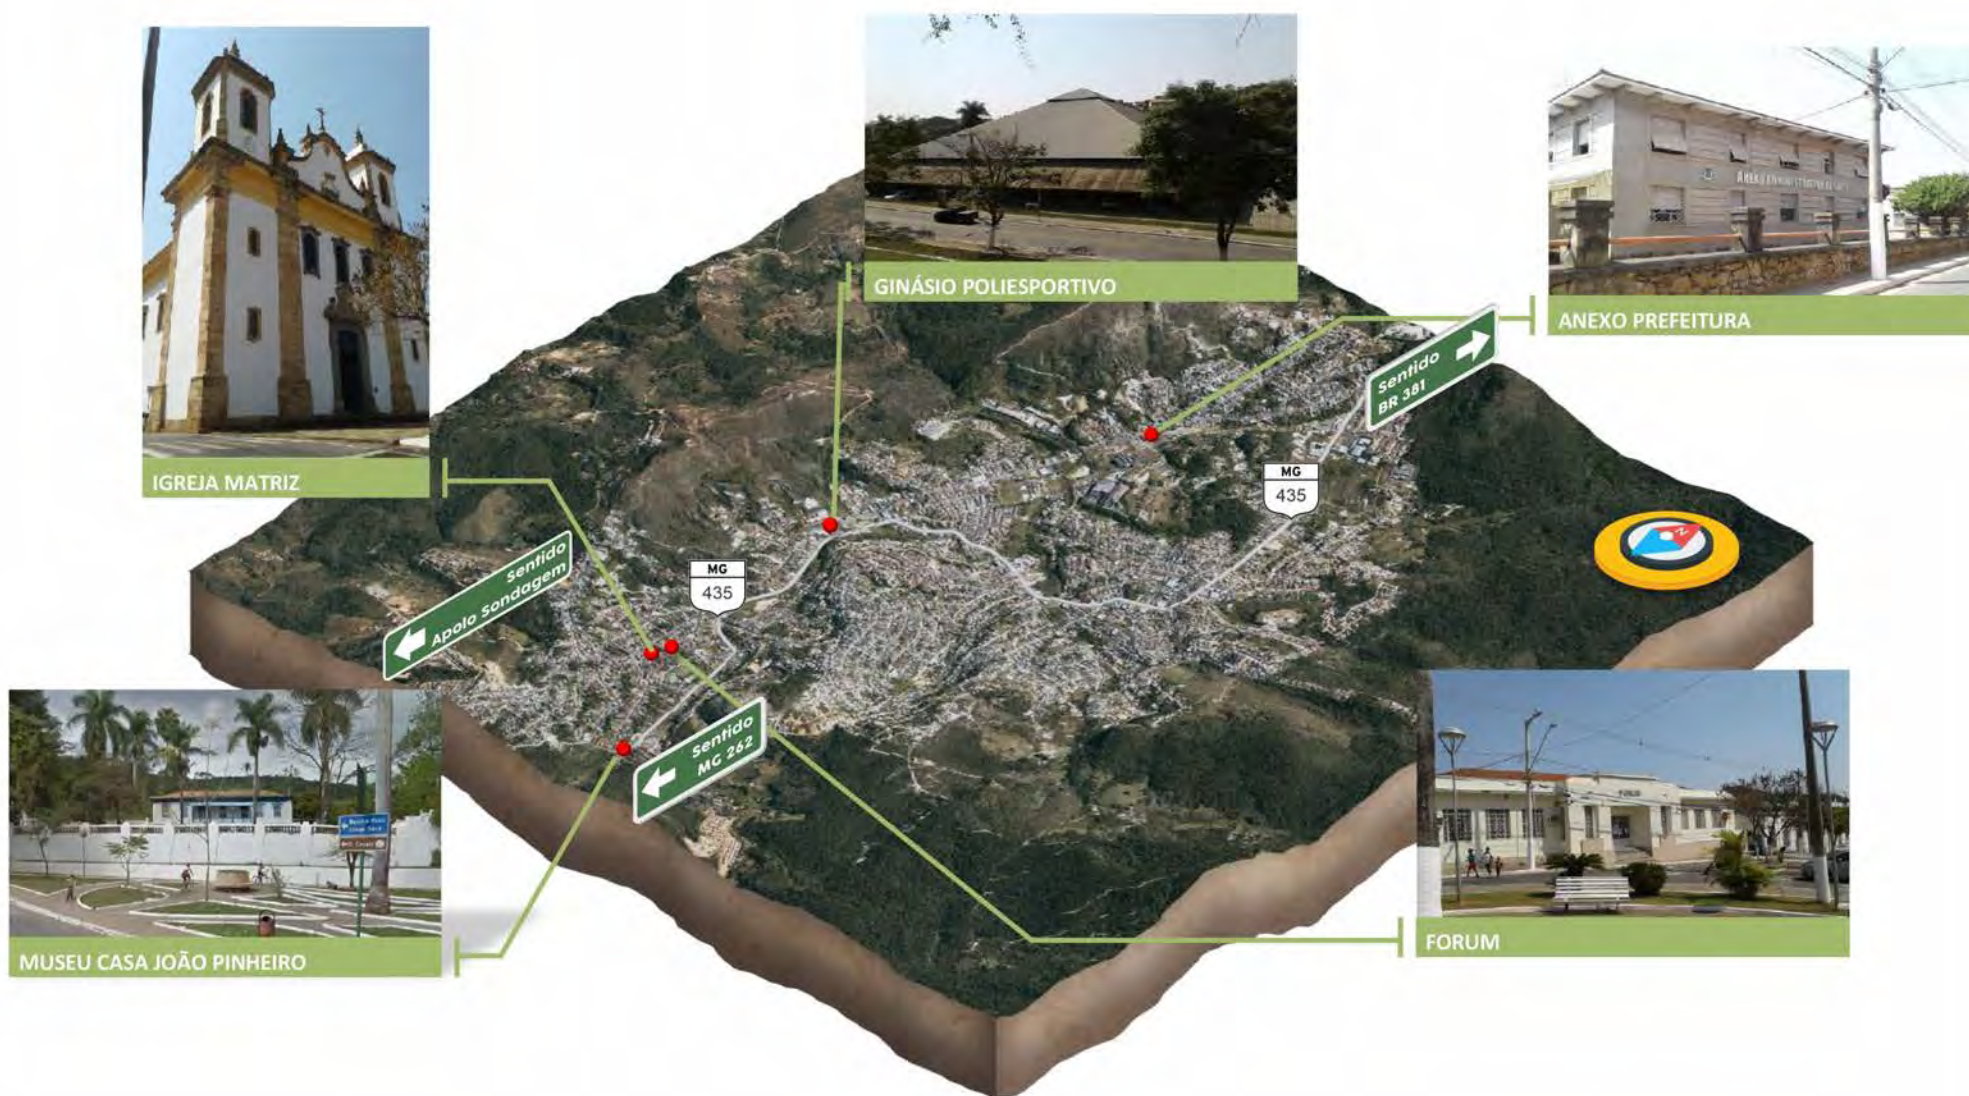 GINÁSIO POLIESPORTIVO
ANEXO PREFEITURA
Sentido
BR 381
IGREJA MATRIZ
MG
435
MG
435
N
Sentido
Apolo Sondagem
Sentido
MG 262
FORUM
FORUM
MUSEU CASA JOÃO PINHEIRO